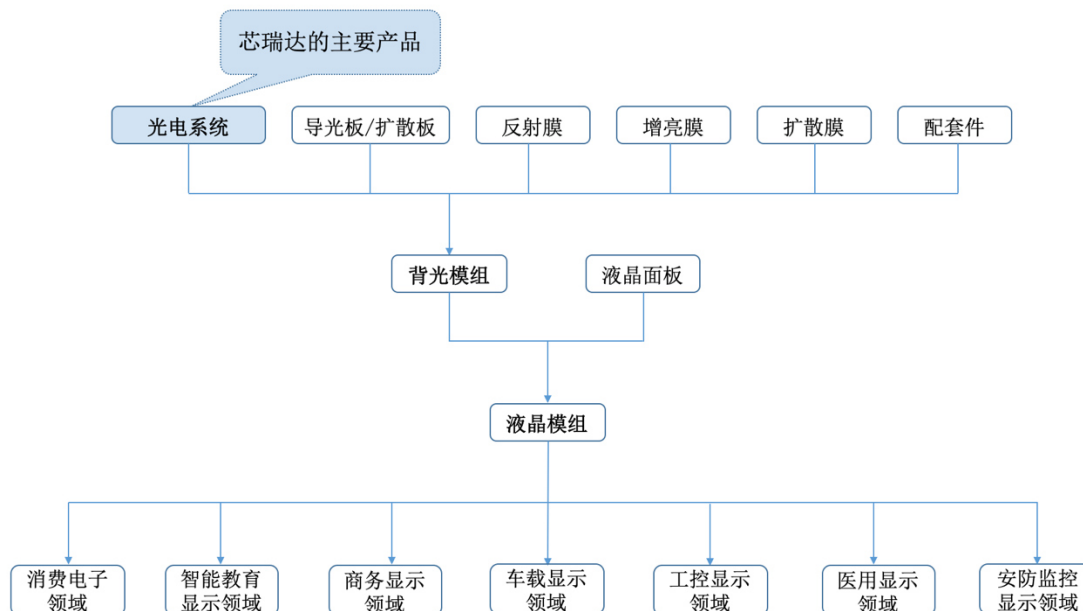 芯瑞达的主要产品
光电系统
导光板/扩散板
反射膜
增亮膜
扩散膜
配套件
背光模组
液晶面板
液晶模组
消费电子
领域
智能教育
显示领域
商务显示
领域
车载显示
领域
工控显示
领域
医用显示
领域
安防监控
显示领域